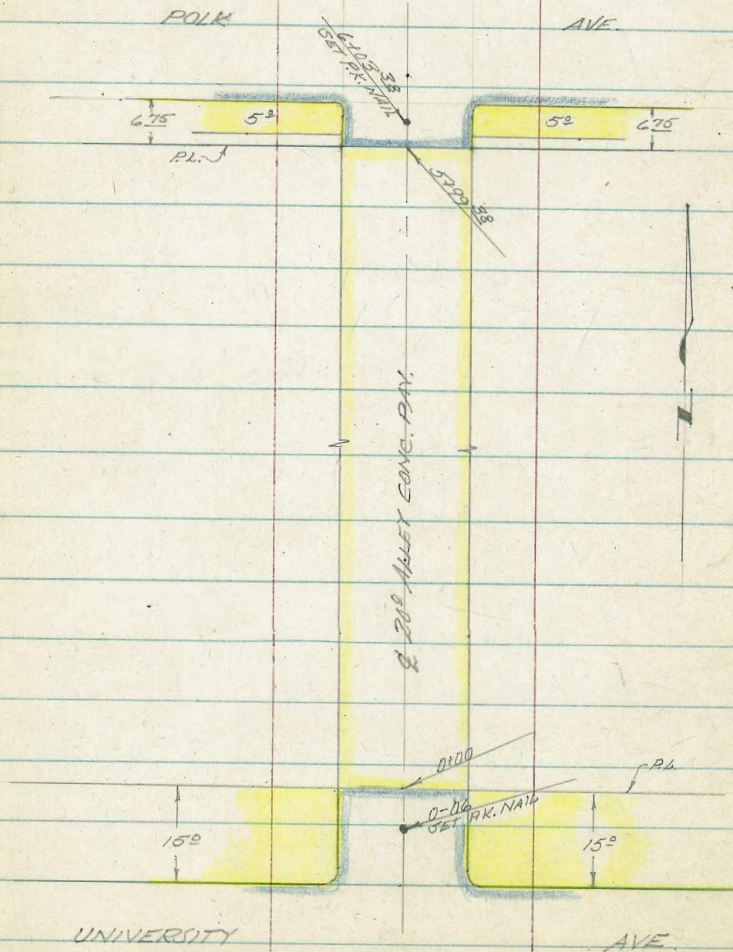 POLK AVE.
6+03 38
SET P.K. NAIL
6 75
5 0
5 0
6 75
P.L.
5+99 38
℄ 20 0 ALLEY CONC. PAV.
N
0+00
P.L.
0-06
SET P.K. NAIL
15 0
15 0
UNIVERSITY AVE